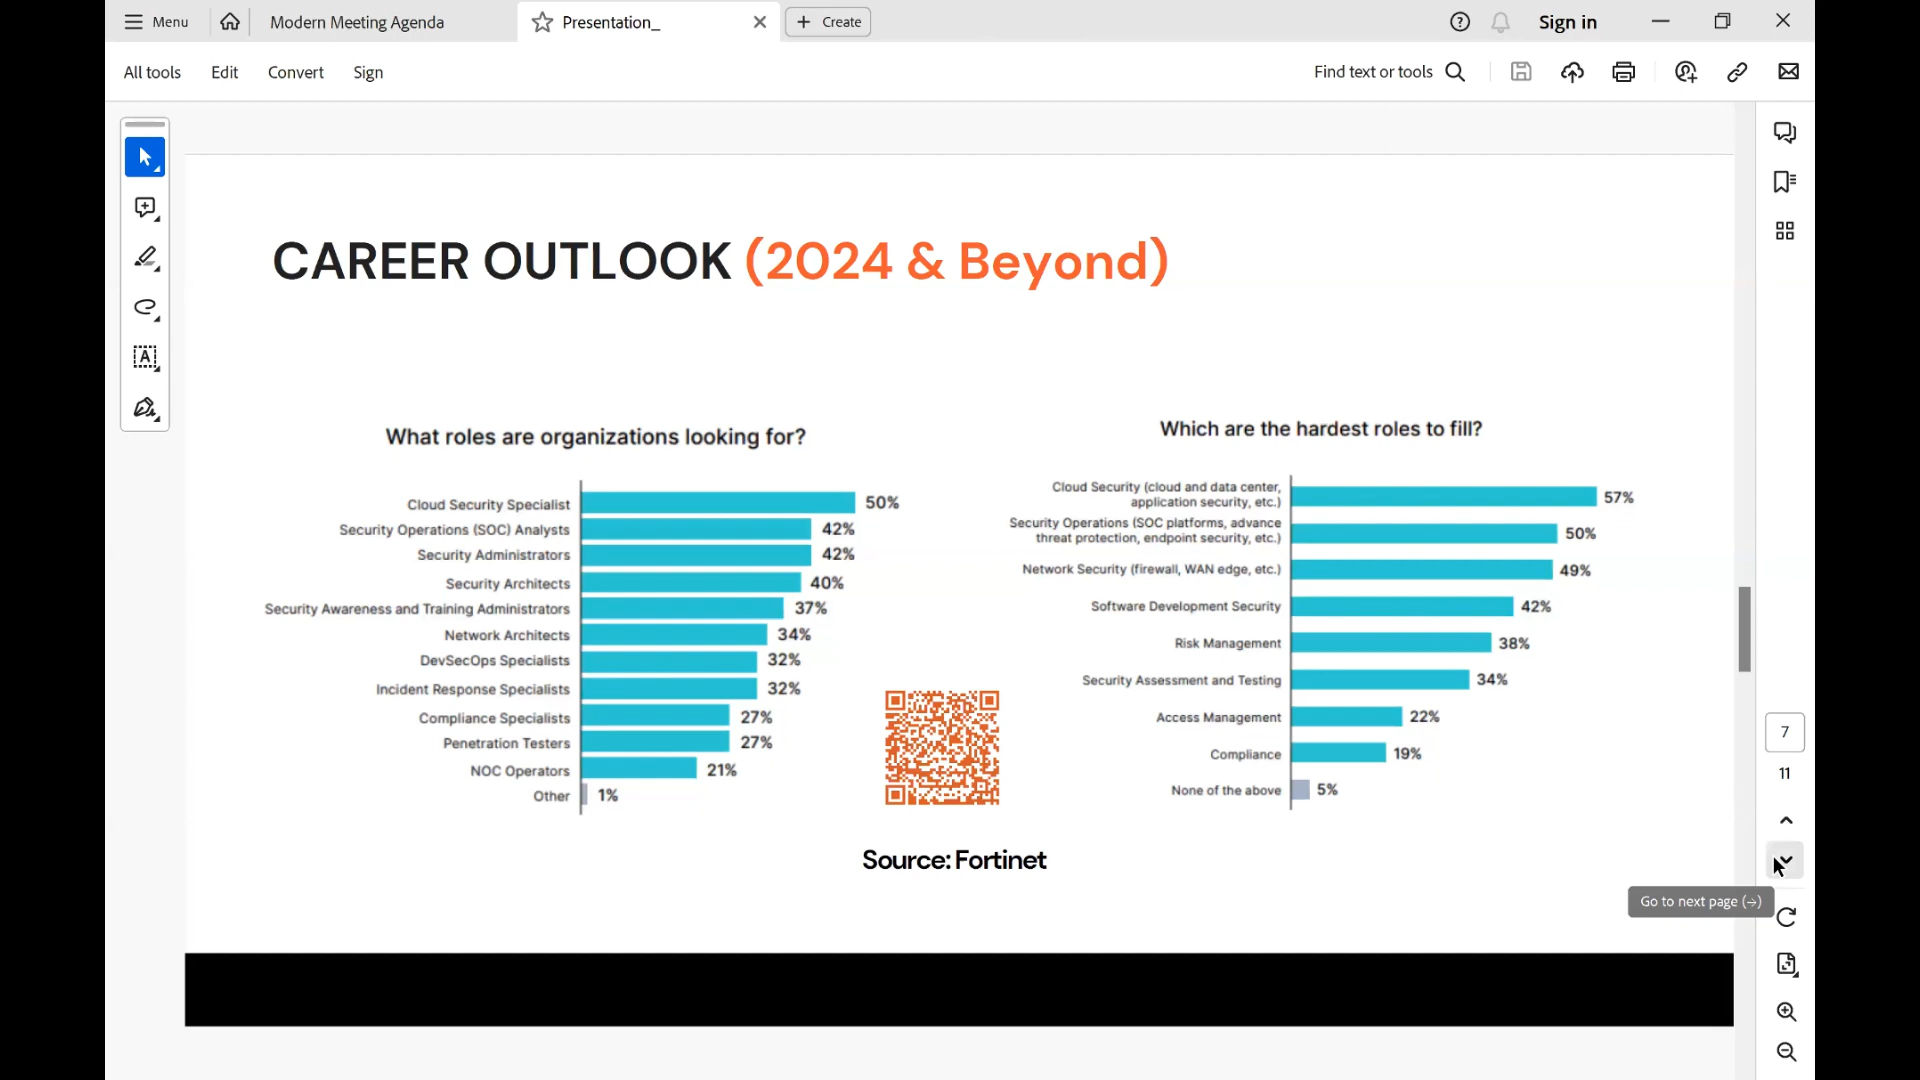 Menu
Modern Meeting Agenda
Presentation_
Create
Sign in
All tools
Edit
Convert
Sign
Find text or tools
CAREER OUTLOOK (2024 & Beyond)
What roles are organizations looking for?
Cloud Security Specialist 50%
Security Operations (SOC) Analysts 42%
Security Administrators 42%
Security Architects 40%
Security Awareness and Training Administrators 37%
Network Architects 34%
DevSecOps Specialists 32%
Incident Response Specialists 32%
Compliance Specialists 27%
Penetration Testers 27%
NOC Operators 21%
Other 1%
Which are the hardest roles to fill?
Cloud Security (cloud and data center,
application security, etc.) 57%
Security Operations (SOC platforms, advance
threat protection, endpoint security, etc.) 50%
Network Security (firewall, WAN edge, etc.) 49%
Software Development Security 42%
Risk Management 38%
Security Assessment and Testing 34%
Access Management 22%
Compliance 19%
None of the above 5%
Source: Fortinet
7
11
Go to next page (→)